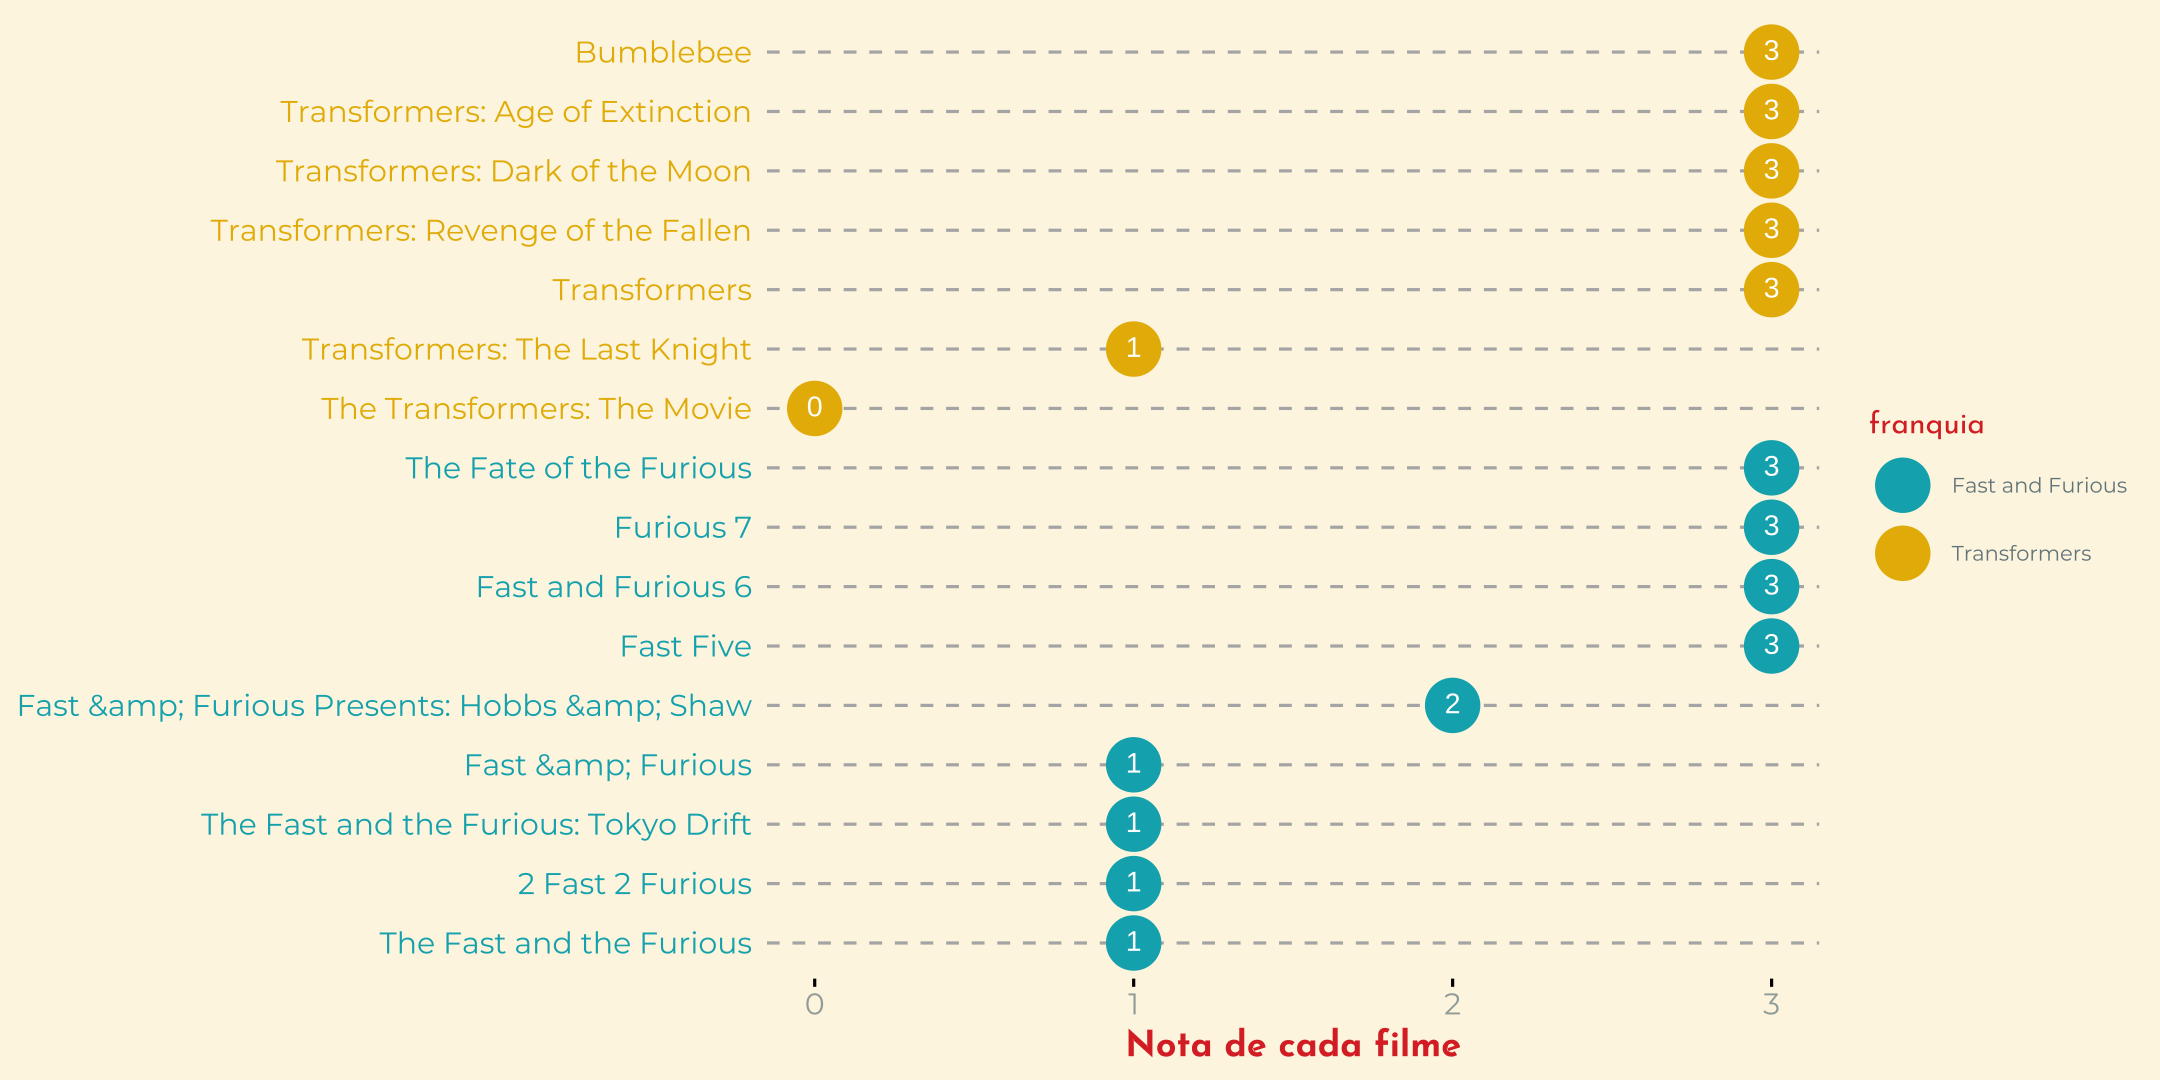 Bumblebee 3
Transformers: Age of Extinction 3
Transformers: Dark of the Moon 3
Transformers: Revenge of the Fallen 3
Transformers 3
Transformers: The Last Knight 1
The Transformers: The Movie 0
The Fate of the Furious 3
Furious 7 3
Fast and Furious 6 3
Fast Five 3
Fast &amp; Furious Presents: Hobbs &amp; Shaw 2
Fast &amp; Furious 1
The Fast and the Furious: Tokyo Drift 1
2 Fast 2 Furious 1
The Fast and the Furious 1
0 1 2 3
Nota de cada filme
franquia
Fast and Furious
Transformers